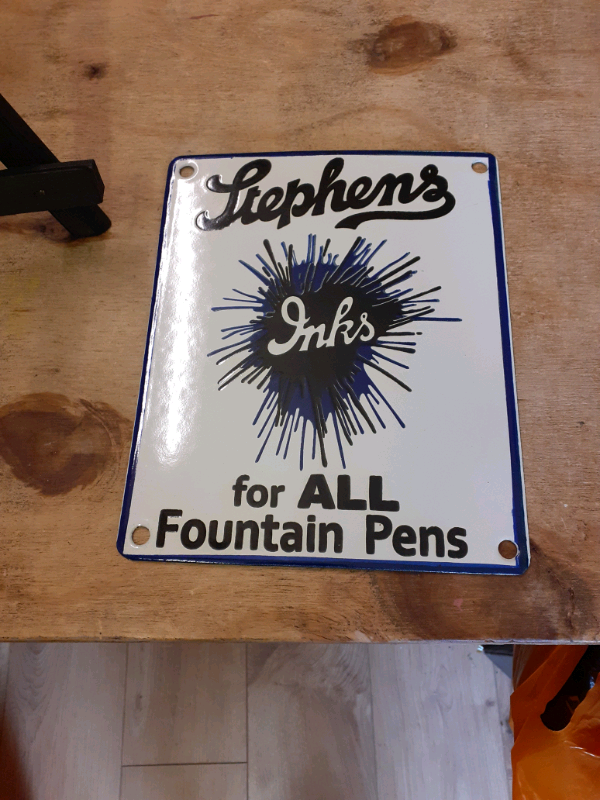 Stephens
Inks
for ALL
Fountain Pens